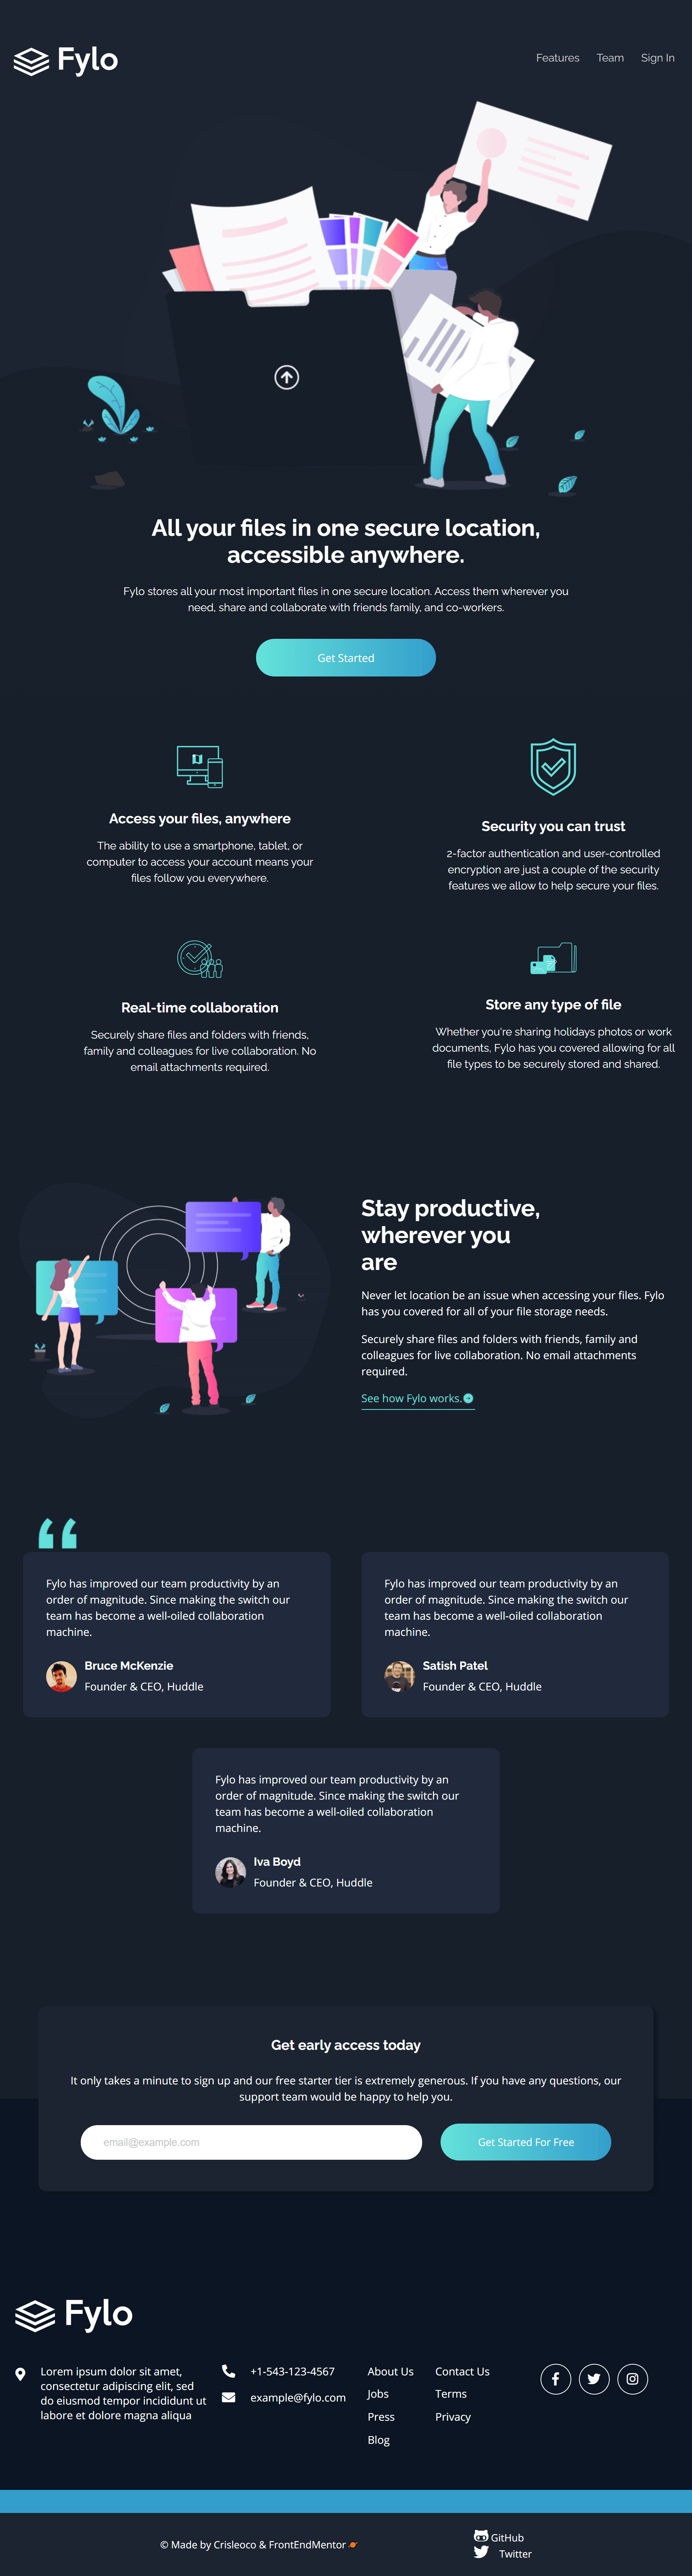 Fylo
Features Team Sign In
All your files in one secure location,
accessible anywhere.
Fylo stores all your most important files in one secure location. Access them wherever you
need, share and collaborate with friends family, and co-workers.
Get Started
Access your files, anywhere
The ability to use a smartphone, tablet, or
computer to access your account means your
files follow you everywhere.
Security you can trust
2-factor authentication and user-controlled
encryption are just a couple of the security
features we allow to help secure your files.
Real-time collaboration
Securely share files and folders with friends,
family and colleagues for live collaboration. No
email attachments required.
Store any type of file
Whether you're sharing holidays photos or work
documents, Fylo has you covered allowing for all
file types to be securely stored and shared.
Stay productive,
wherever you
are
Never let location be an issue when accessing your files. Fylo
has you covered for all of your file storage needs.
Securely share files and folders with friends, family and
colleagues for live collaboration. No email attachments
required.
See how Fylo works.
Fylo has improved our team productivity by an
order of magnitude. Since making the switch our
team has become a well-oiled collaboration
machine.
Bruce McKenzie
Founder & CEO, Huddle
Fylo has improved our team productivity by an
order of magnitude. Since making the switch our
team has become a well-oiled collaboration
machine.
Satish Patel
Founder & CEO, Huddle
Fylo has improved our team productivity by an
order of magnitude. Since making the switch our
team has become a well-oiled collaboration
machine.
Iva Boyd
Founder & CEO, Huddle
Get early access today
It only takes a minute to sign up and our free starter tier is extremely generous. If you have any questions, our
support team would be happy to help you.
email@example.com
Get Started For Free
Fylo
Lorem ipsum dolor sit amet,
consectetur adipiscing elit, sed
do eiusmod tempor incididunt ut
labore et dolore magna aliqua
+1-543-123-4567
example@fylo.com
About Us
Jobs
Press
Blog
Contact Us
Terms
Privacy
© Made by Crisleoco & FrontEndMentor
GitHub
Twitter